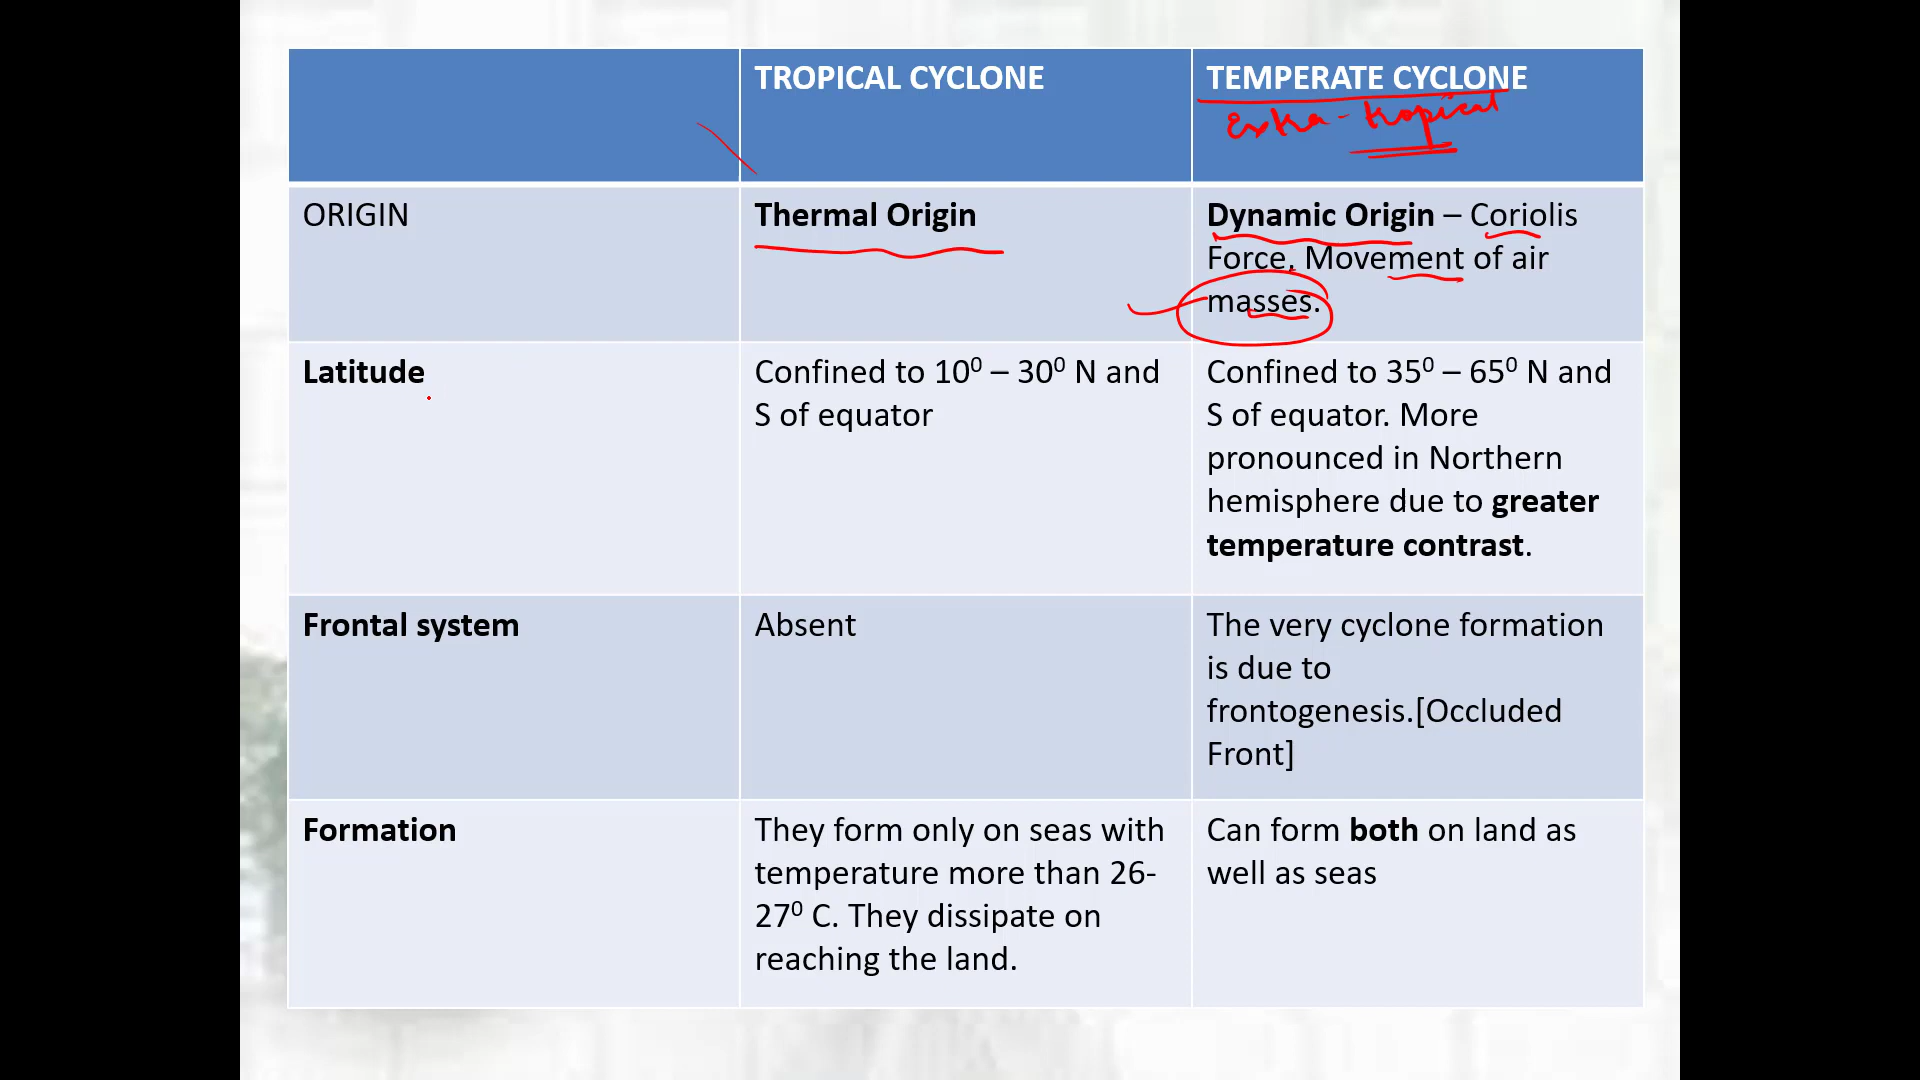 TROPICAL CYCLONE
TEMPERATE CYCLONE
Extra-tropical
ORIGIN
Thermal Origin
Dynamic Origin – Coriolis
Force, Movement of air
masses.
Latitude
Confined to 10⁰ – 30⁰ N and
S of equator
Confined to 35⁰ – 65⁰ N and
S of equator. More
pronounced in Northern
hemisphere due to greater
temperature contrast.
Frontal system
Absent
The very cyclone formation
is due to
frontogenesis.[Occluded
Front]
Formation
They form only on seas with
temperature more than 26-
27⁰ C. They dissipate on
reaching the land.
Can form both on land as
well as seas